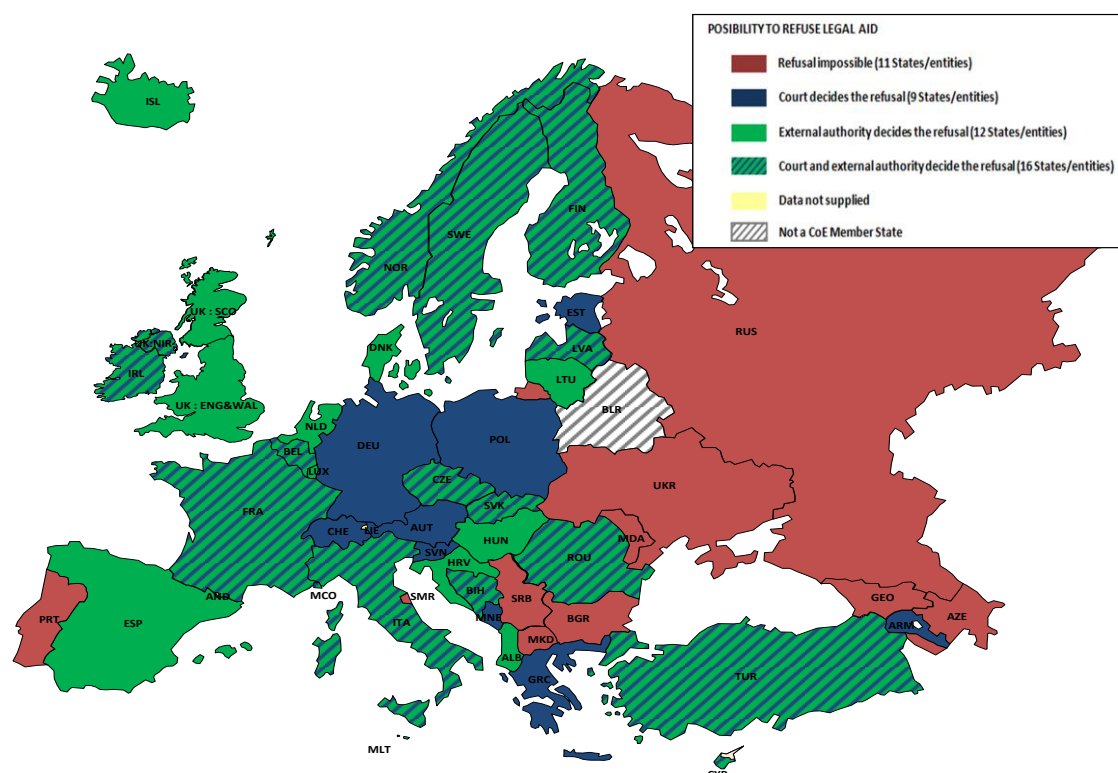 POSIBILITY TO REFUSE LEGAL AID
Refusal impossible (11 States/entities)
Court decides the refusal (9 States/entities)
External authority decides the refusal (12 States/entities)
Court and external authority decide the refusal (16 States/entities)
Data not supplied
Not a CoE Member State
ISL
FIN
SWE
NOR
UK : SCO
EST
RUS
UK:NIR
DNK
LVA
IRL
LTU
UK : ENG&WAL
BLR
NLD
DEU
POL
BEL
LUX
CZE
UKR
FRA
SVK
CHE
LIE
AUT
HUN
MDA
SVN
ROU
HRV
AND
MCO
BIH
SMR
SRB
GEO
PRT
ESP
ITA
MNE
BGR
ARM
AZE
MKD
ALB
GRC
TUR
MLT